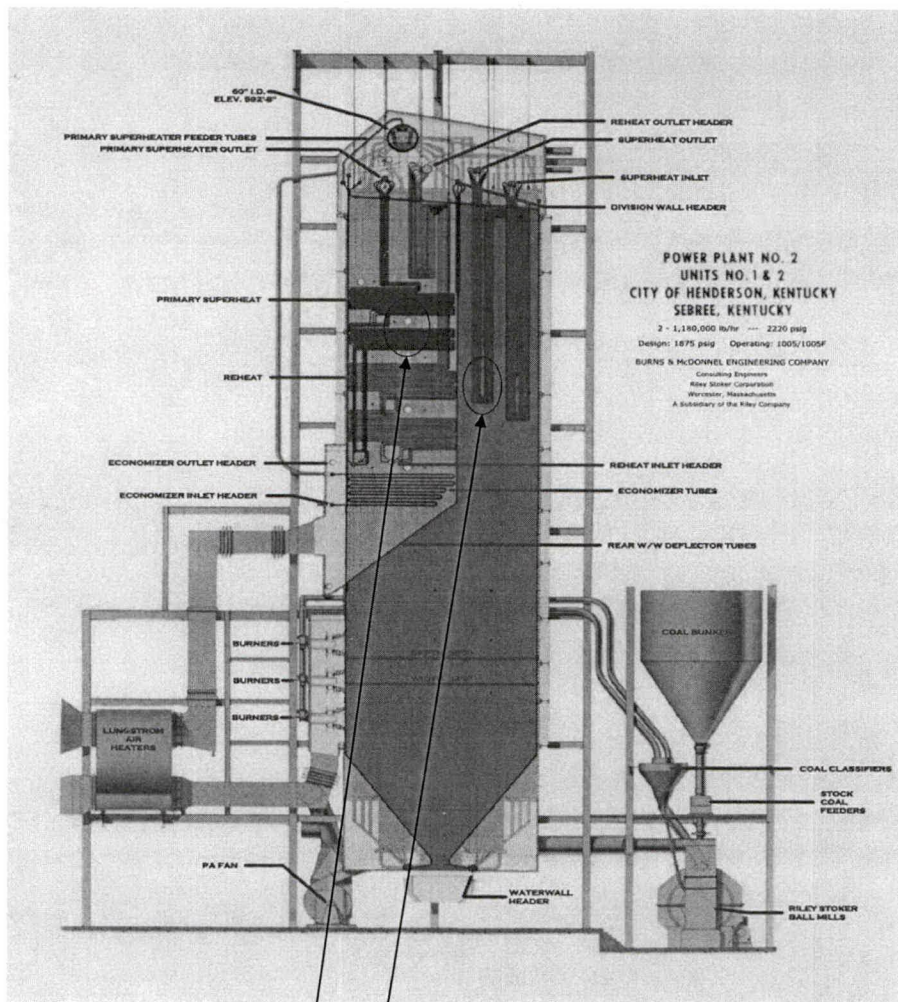 60" I.D.
ELEV. 592'-8"
PRIMARY SUPERHEATER FEEDER TUBES
PRIMARY SUPERHEATER OUTLET
REHEAT OUTLET HEADER
SUPERHEAT OUTLET
SUPERHEAT INLET
DIVISION WALL HEADER
POWER PLANT NO. 2
UNITS NO. 1 & 2
CITY OF HENDERSON, KENTUCKY
SEBREE, KENTUCKY
2 - 1,180,000 lb/hr --- 2220 psig
Design: 1875 psig Operating: 1005/1005F
BURNS & McDONNEL ENGINEERING COMPANY
Consulting Engineers
Riley Stoker Corporation
Worcester, Massachusetts
A Subsidiary of the Riley Company
PRIMARY SUPERHEAT
REHEAT
ECONOMIZER OUTLET HEADER
REHEAT INLET HEADER
ECONOMIZER INLET HEADER
ECONOMIZER TUBES
REAR W/W DEFLECTOR TUBES
COAL BUNKER
BURNERS
BURNERS
BURNERS
LUNGSTROM
AIR
HEATERS
COAL CLASSIFIERS
STOCK
COAL
FEEDERS
PA FAN
WATERWALL
HEADER
RILEY STOKER
BALL MILLS